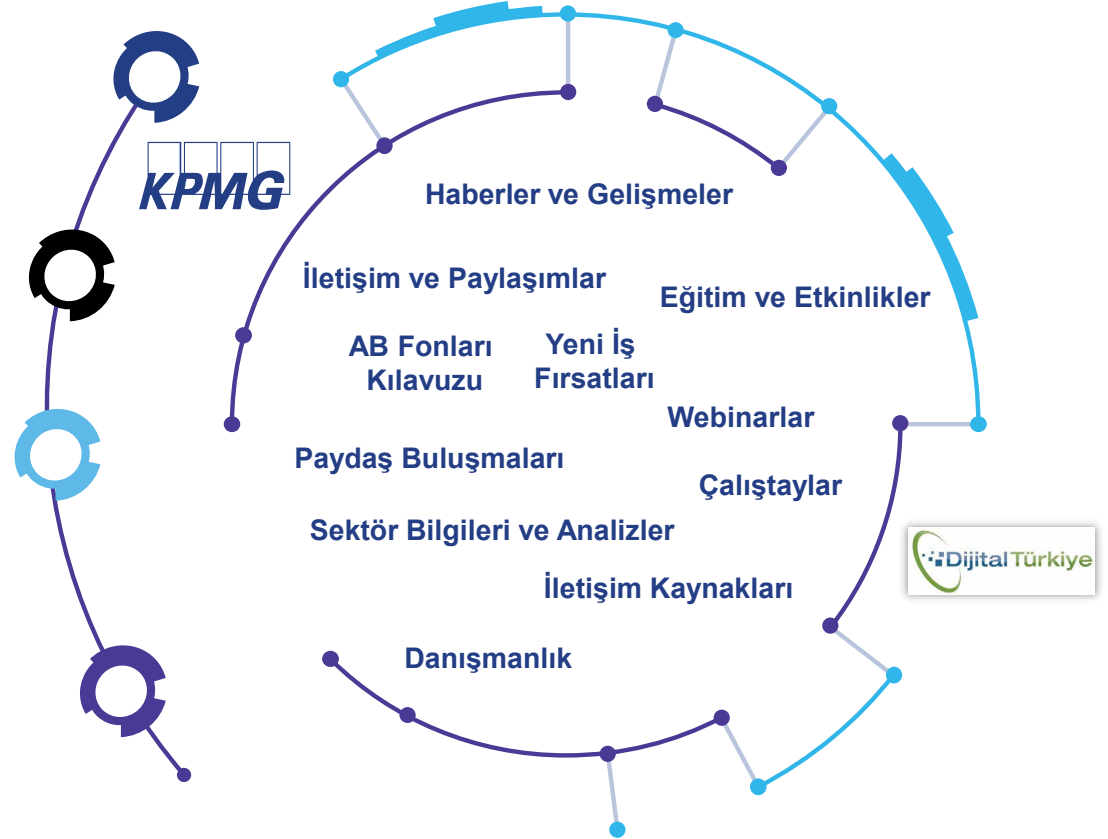 KPMG
Haberler ve Gelişmeler
İletişim ve Paylaşımlar
Eğitim ve Etkinlikler
AB Fonları
Kılavuzu
Yeni İş
Fırsatları
Webinarlar
Paydaş Buluşmaları
Çalıştaylar
Sektör Bilgileri ve Analizler
Dijital Türkiye
İletişim Kaynakları
Danışmanlık